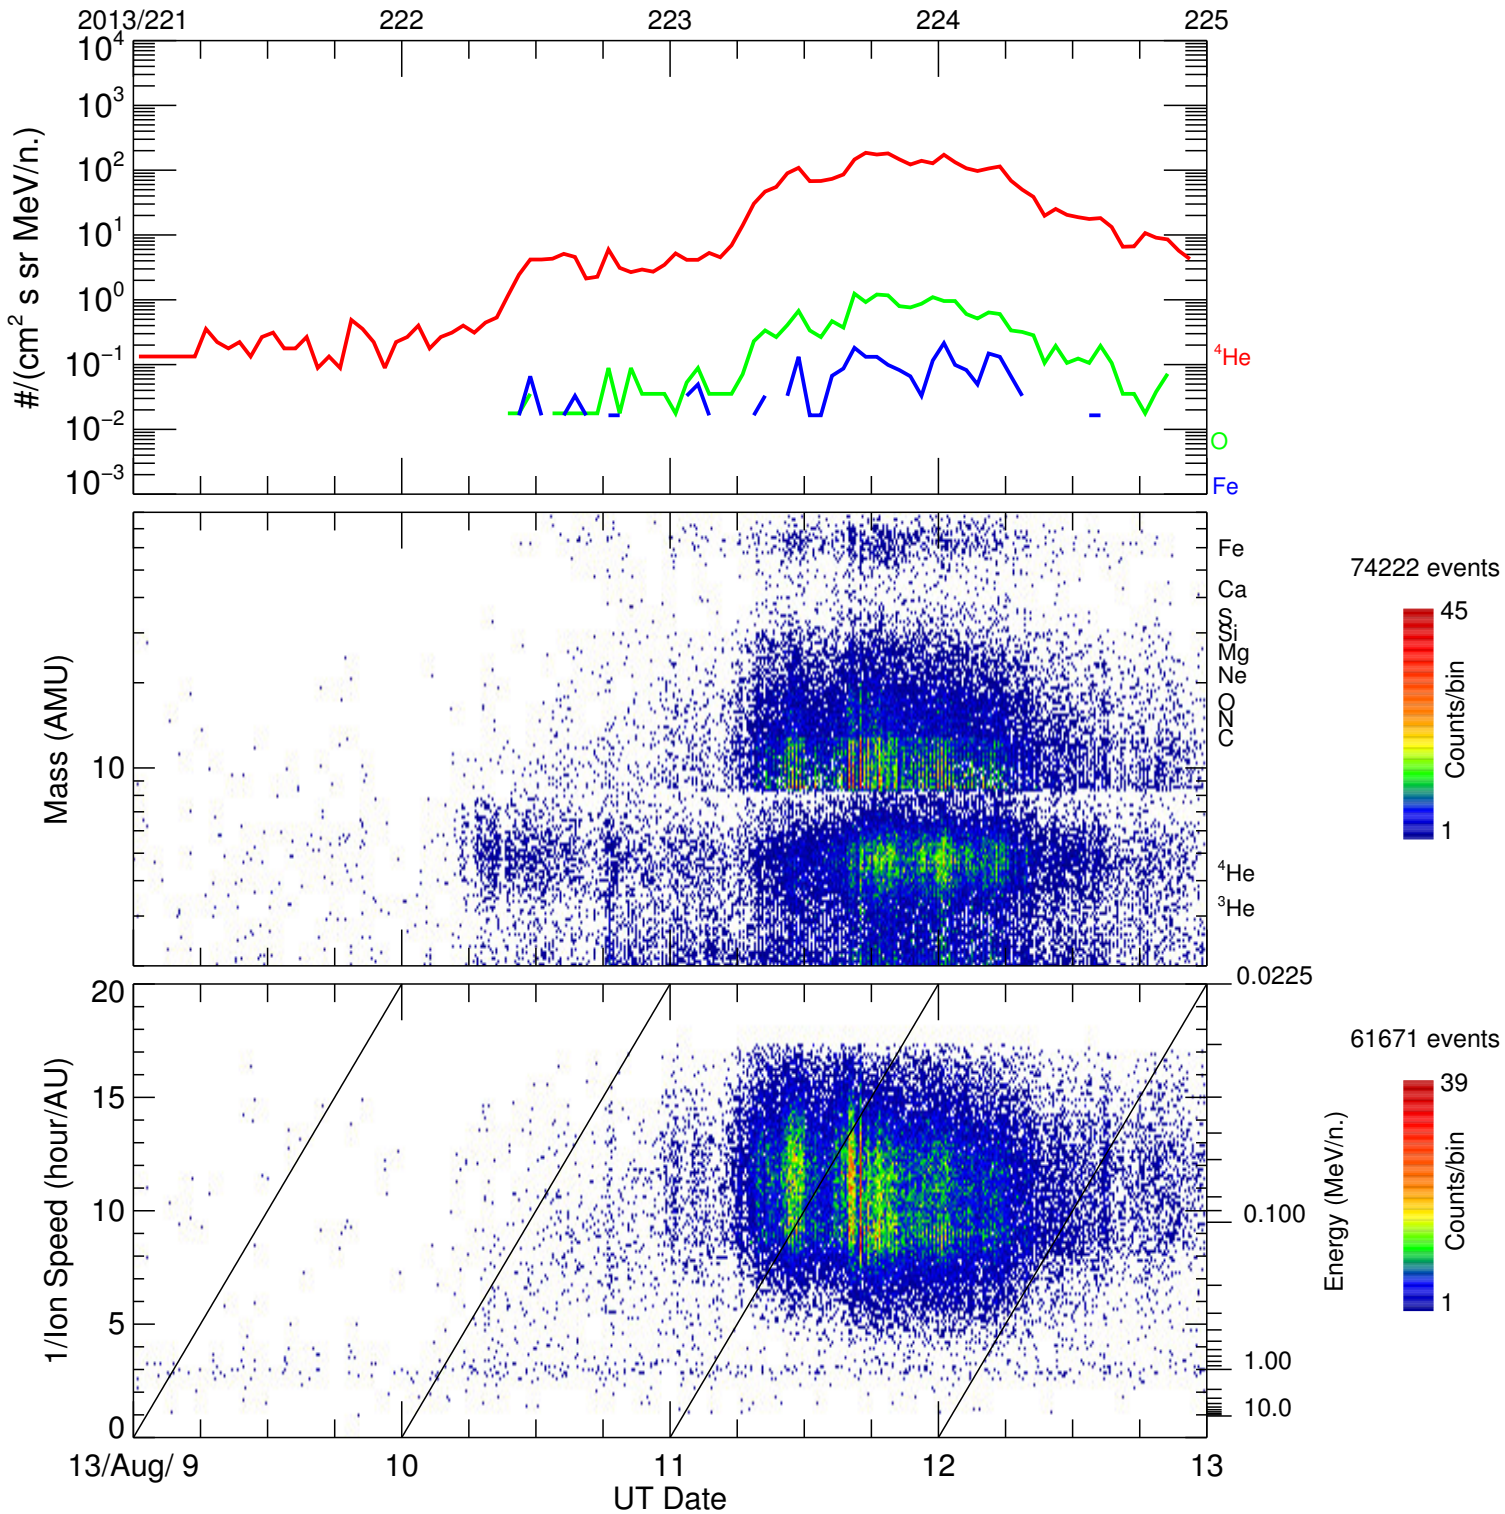 2013/221 222 223 224 225
10^4
10^3
10^2
10^1
10^0
10^−1
10^−2
10^−3
#/(cm^2 s sr MeV/n.)
^4He
O
Fe
Mass (AMU)
10
Fe
Ca
S
Si
Mg
Ne
O
N
C
^4He
^3He
74222 events
45
Counts/bin
1
1/Ion Speed (hour/AU)
20
15
10
5
0
0.0225
0.100
1.00
10.0
Energy (MeV/n.)
61671 events
39
Counts/bin
1
13/Aug/ 9 10 11 12 13
UT Date